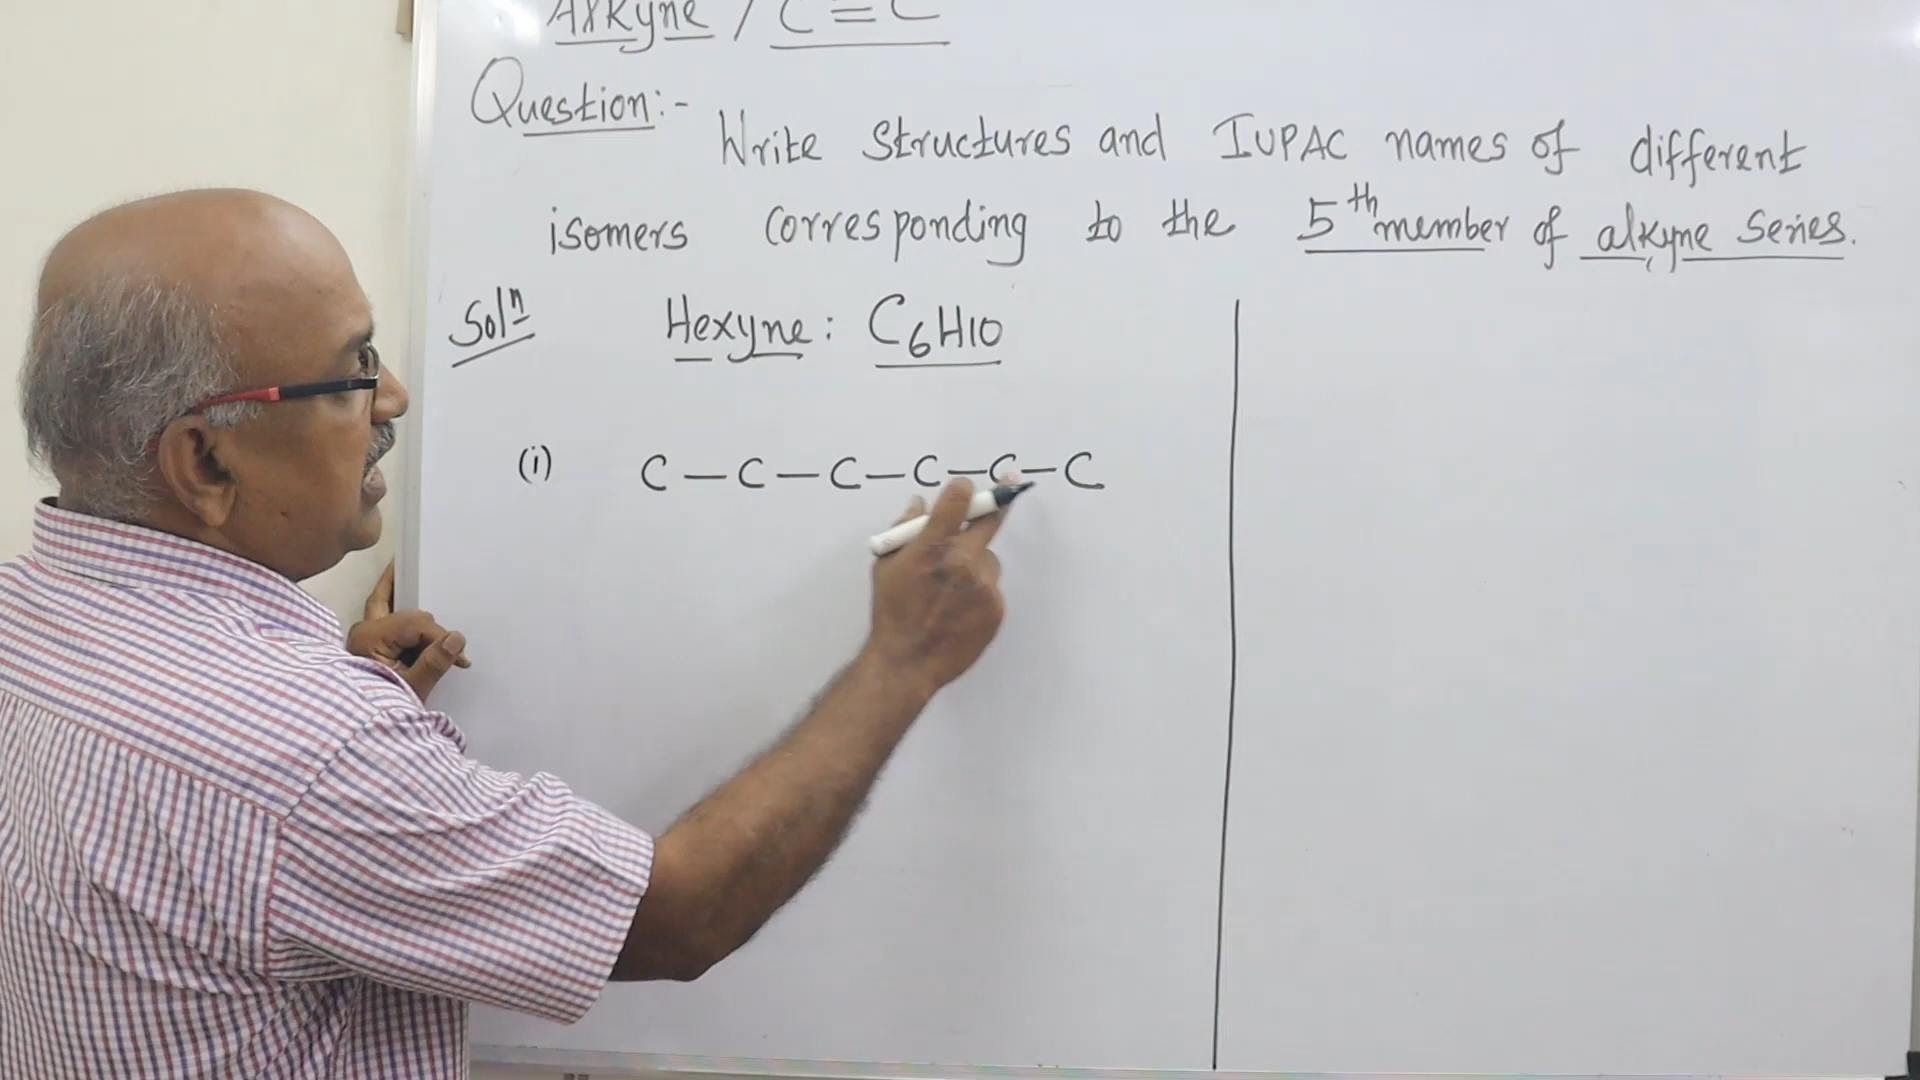 Alkyne / C ≡ C
Question:-
Write Structures and IUPAC names of different
isomers corresponding to the 5th member of alkyne series.
Soln Hexyne: C6H10
(i) C – C – C – C – C – C